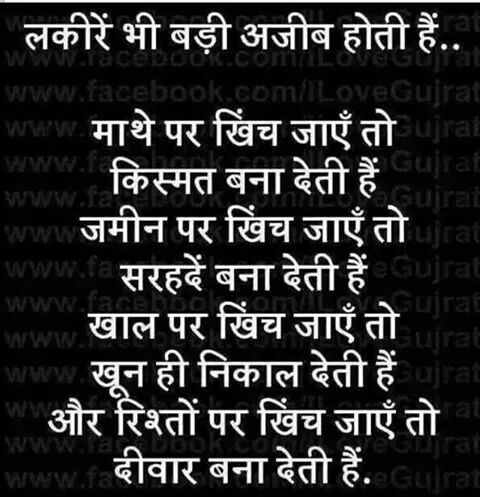 लकीरें भी बड़ी अजीब होती हैं..
माथे पर खिंच जाएँ तो
किस्मत बना देती हैं
जमीन पर खिंच जाएँ तो
सरहदें बना देती हैं
खाल पर खिंच जाएँ तो
खून ही निकाल देती हैं
और रिश्तों पर खिंच जाएँ तो
दीवार बना देती हैं.